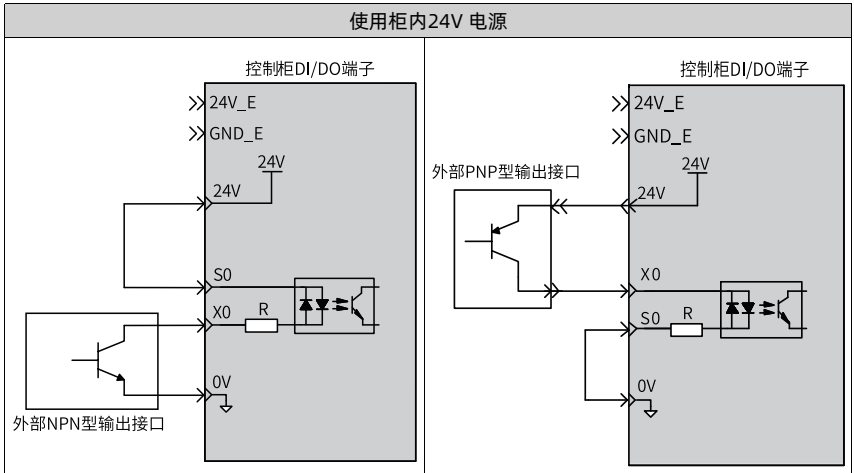 使用柜内24V 电源
控制柜DI/DO端子
24V_E
GND_E
24V
24V
S0
X0
R
0V
外部NPN型输出接口
控制柜DI/DO端子
24V_E
GND_E
外部PNP型输出接口
24V
24V
X0
S0
R
0V